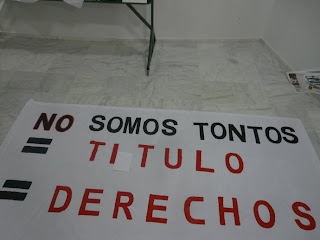 NO SOMOS TONTOS
= TITULO
= DERECHOS